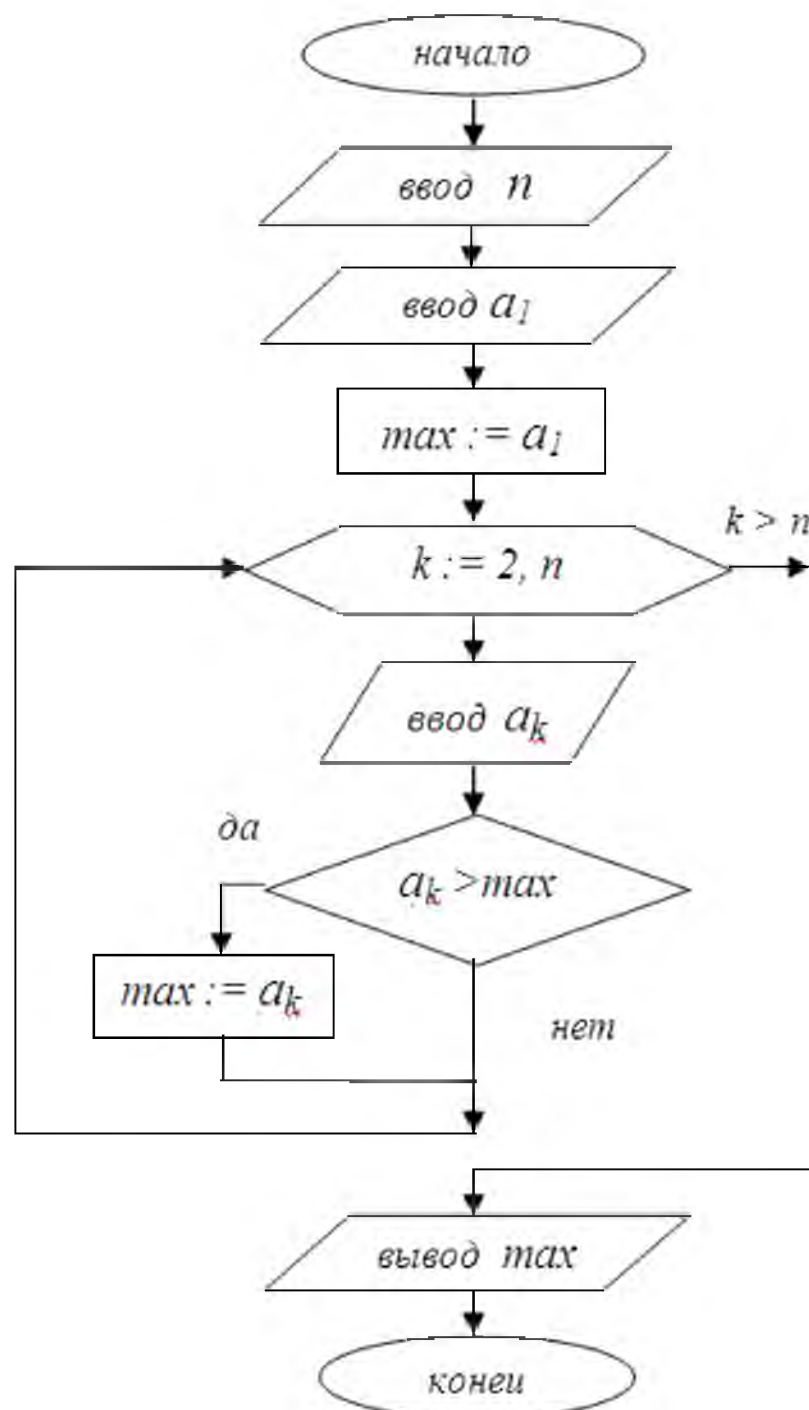 начало
ввод n
ввод a₁
max := a₁
k > n
k := 2, n
ввод aₖ
да
aₖ >max
max := aₖ
нет
вывод max
конец